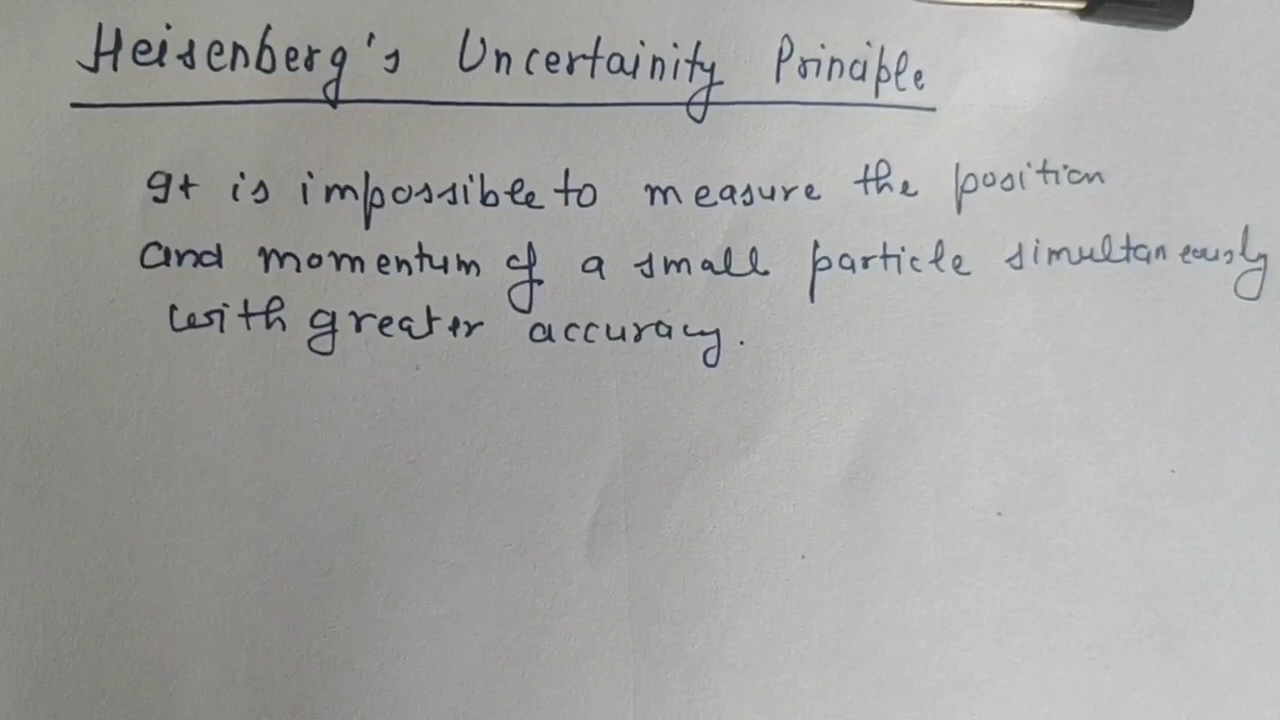 Heisenberg's Uncertainity Principle
It is impossible to measure the position
and momentum of a small particle simultaneously
with greater accuracy.